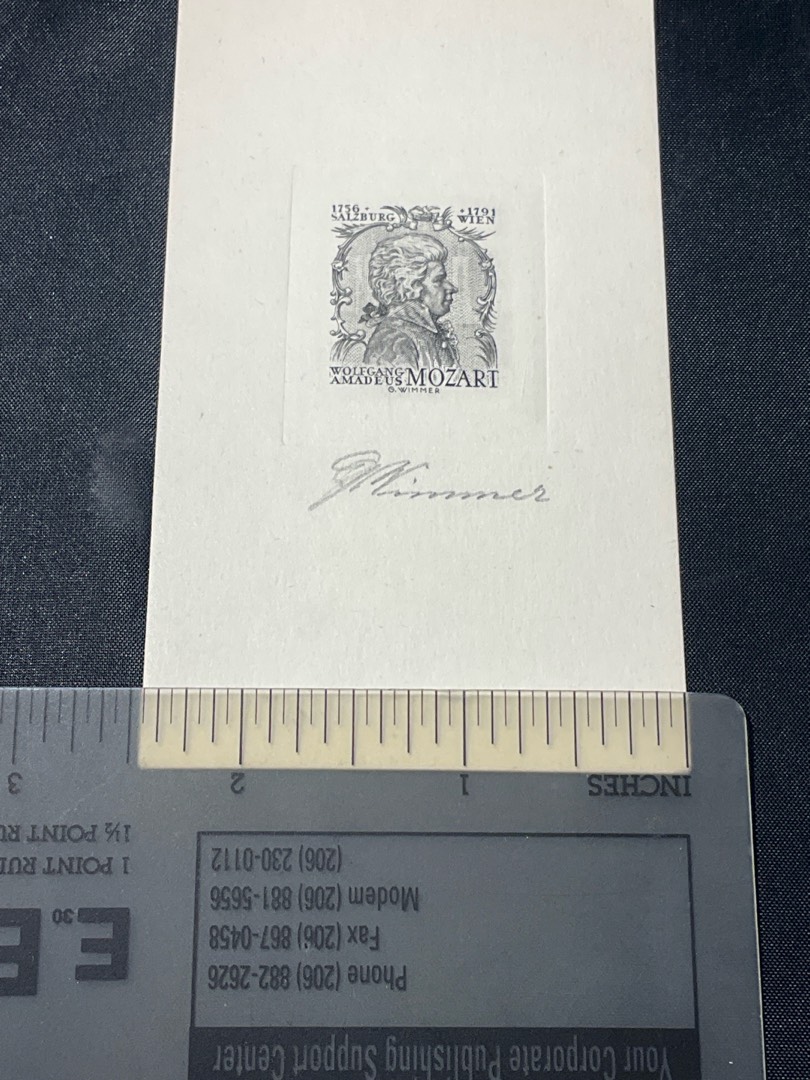 1756 · · 1791
SALZBURG WIEN
WOLFGANG AMADEUS MOZART
G. WIMMER
GWimmer
INCHES 1 2 3
1½ POINT RU
1 POINT RUL
E 30 E
Your Corporate Publishing Support Center
Phone (206) 882-2626
Fax (206) 867-0458
Modem (206) 881-5656
(206) 230-0112